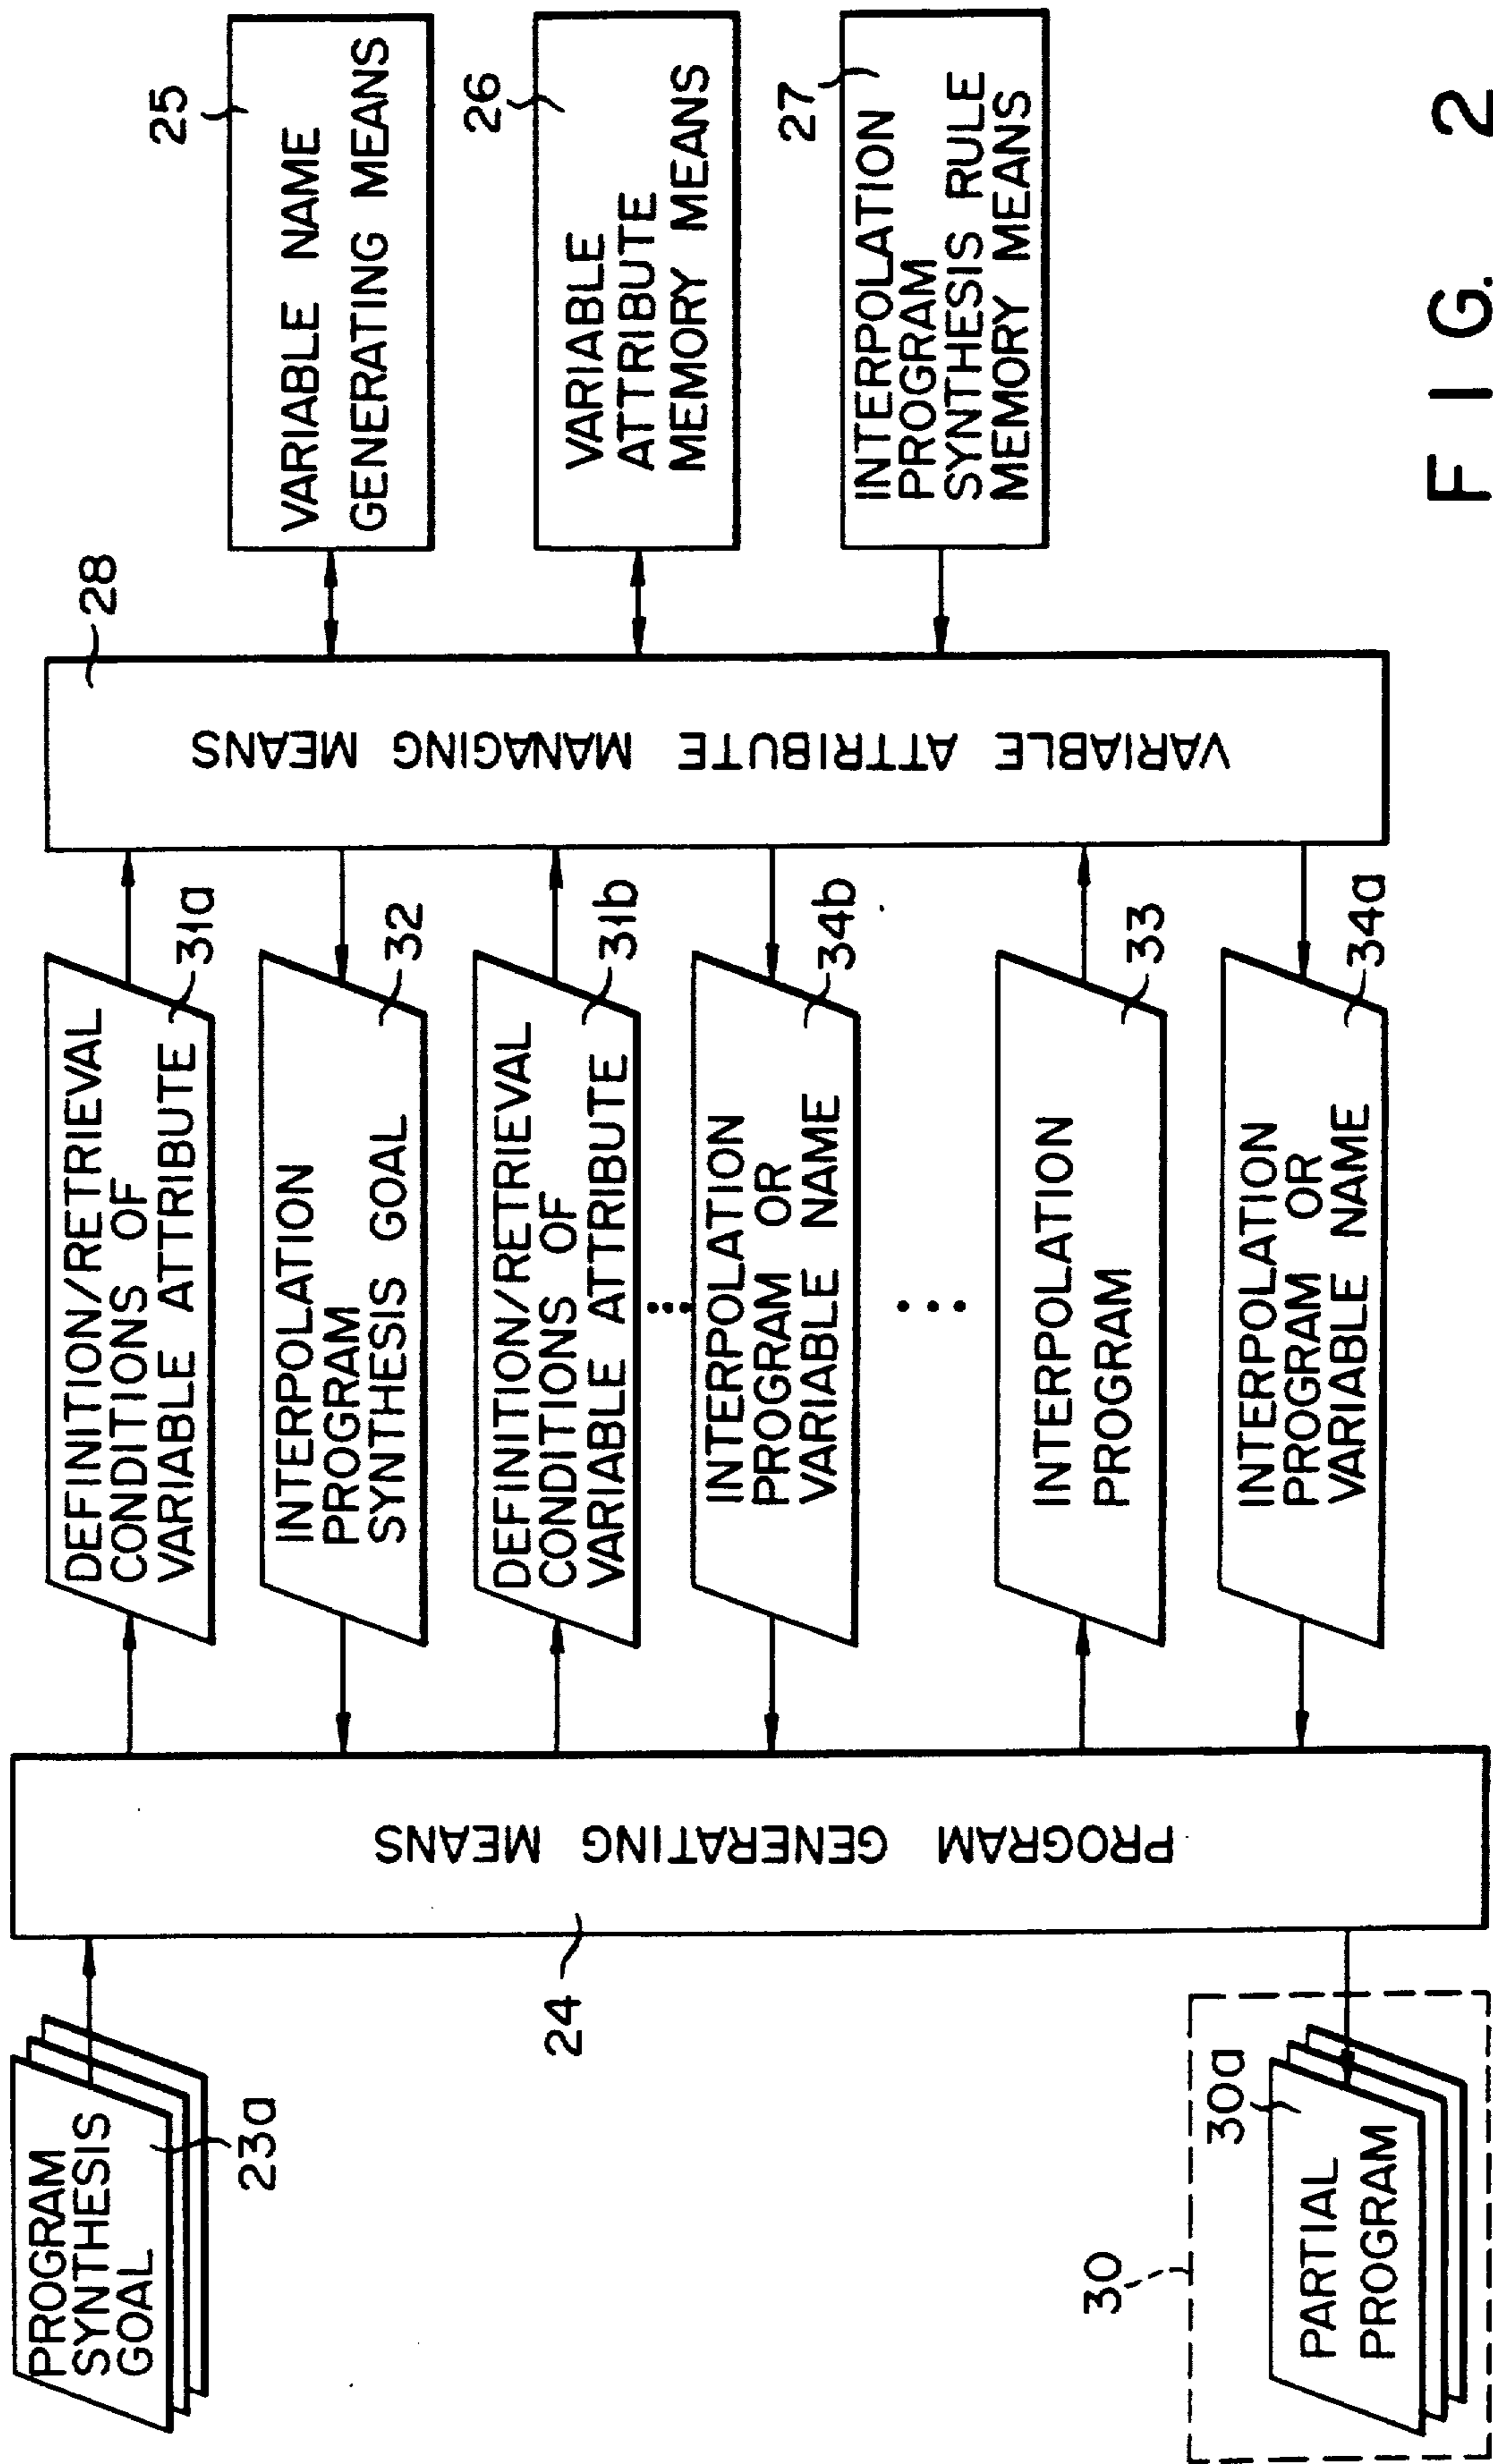 PROGRAM
SYNTHESIS
GOAL
23a
24
PROGRAM GENERATING MEANS
30
30a
PARTIAL
PROGRAM
DEFINITION/RETRIEVAL
CONDITIONS OF
VARIABLE ATTRIBUTE
31a
INTERPOLATION
PROGRAM
SYNTHESIS GOAL
32
DEFINITION/RETRIEVAL
CONDITIONS OF
VARIABLE ATTRIBUTE
31b
INTERPOLATION
PROGRAM OR
VARIABLE NAME
34b
INTERPOLATION
PROGRAM
33
INTERPOLATION
PROGRAM OR
VARIABLE NAME
34a
28
VARIABLE ATTRIBUTE MANAGING MEANS
25
VARIABLE NAME
GENERATING MEANS
26
VARIABLE
ATTRIBUTE
MEMORY MEANS
27
INTERPOLATION
PROGRAM
SYNTHESIS RULE
MEMORY MEANS
FIG. 2